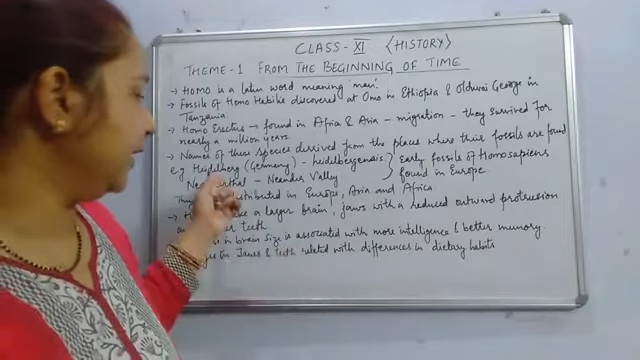 CLASS - XI (HISTORY)
THEME-1 FROM THE BEGINNING OF TIME
→ Homo is a latin word meaning 'man'.
→ Fossils of Homo Habilis discovered at Omo in Ethiopia & Olduvai George in
Tanzania.
→ Homo Erectus → found in Africa & Asia - migration - they survived for
nearly a million years.
→ Names of these species derived from the places where their fossils are found
e.g Heidelberg (Germany) - heidelbergensis } Early fossils of Homosapiens
Neander Valley } found in Europe.
distributed in Europe, Asia and Africa
a larger brain, jaws with a reduced outward protrusion
teeth
in brain size is associated with more intelligence & better memory.
in Jaws & teeth related with differences in dietary habits